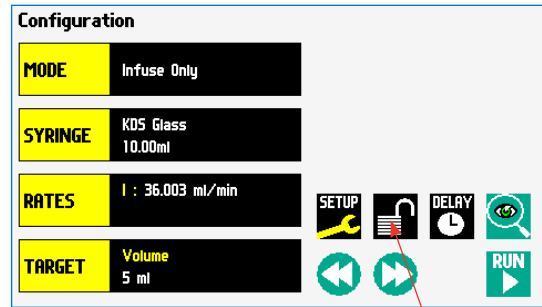 Configuration
MODE
Infuse Only
SYRINGE
KDS Glass
10.00ml
RATES
I : 36.003 ml/min
TARGET
Volume
5 ml
SETUP
DELAY
RUN